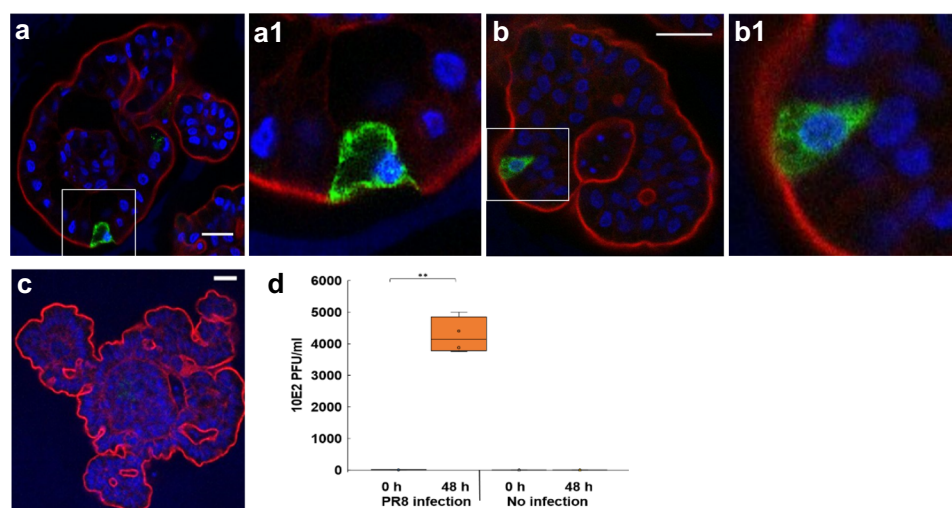 a
a1
b
b1
c
d
**
6000
5000
4000
3000
2000
1000
0
10E2 PFU/ml
0 h 48 h 0 h 48 h
PR8 infection No infection